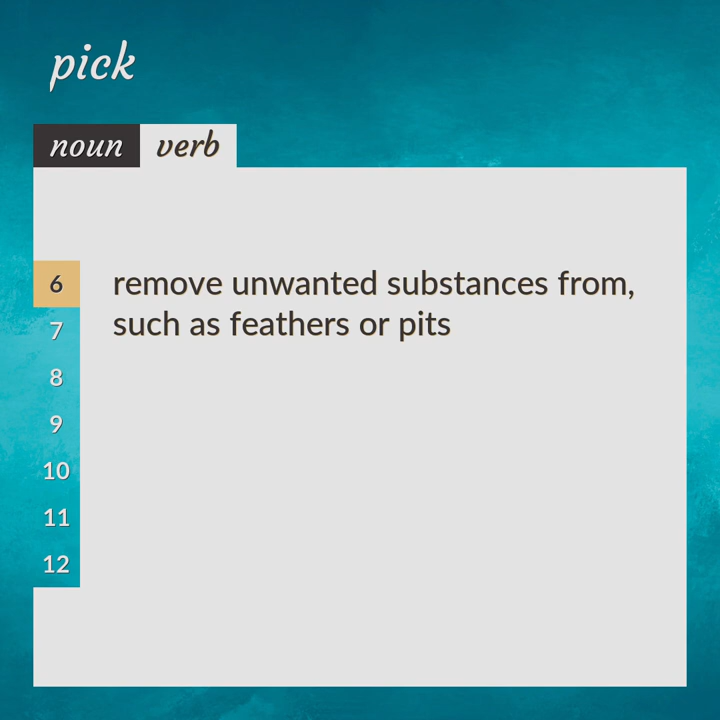 pick
noun verb
6 remove unwanted substances from,
such as feathers or pits
7
8
9
10
11
12